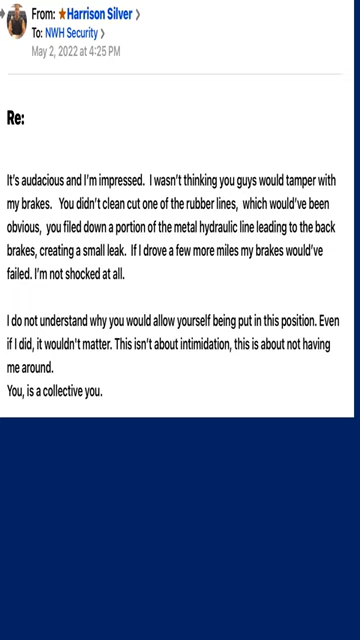 From: ★Harrison Silver >
To: NWH Security >
May 2, 2022 at 4:25 PM
Re:
It's audacious and I'm impressed. I wasn't thinking you guys would tamper with
my brakes. You didn't clean cut one of the rubber lines, which would've been
obvious, you filed down a portion of the metal hydraulic line leading to the back
brakes, creating a small leak. If I drove a few more miles my brakes would've
failed. I'm not shocked at all.
I do not understand why you would allow yourself being put in this position. Even
if I did, it wouldn't matter. This isn't about intimidation, this is about not having
me around.
You, is a collective you.